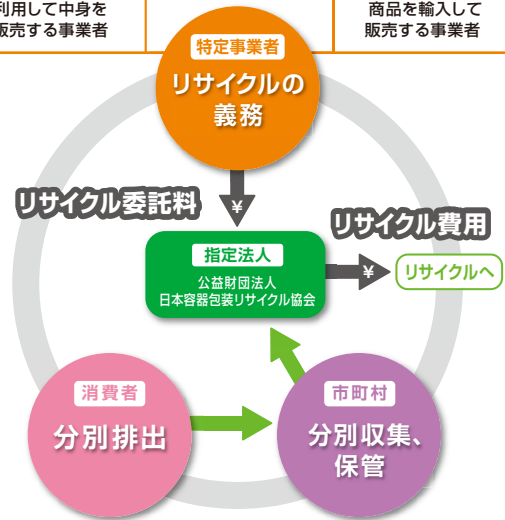 利用して中身を
販売する事業者
商品を輸入して
販売する事業者
特定事業者
リサイクルの
義務
リサイクル委託料
¥
リサイクル費用
指定法人
公益財団法人
日本容器包装リサイクル協会
¥
リサイクルへ
消費者
分別排出
市町村
分別収集、
保管